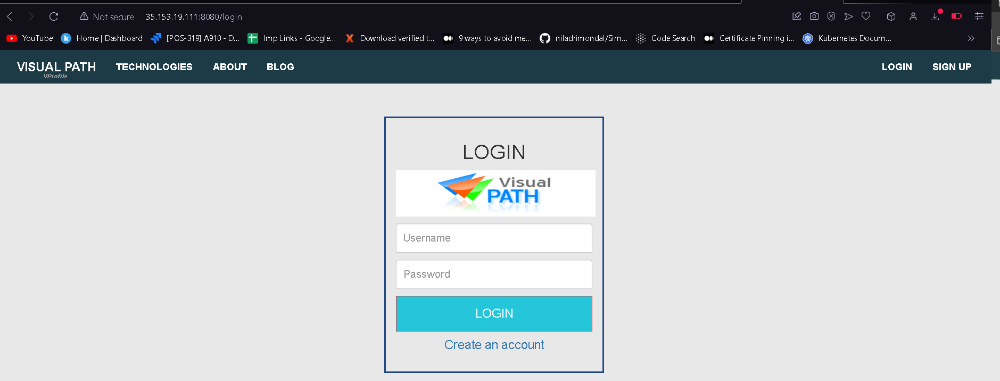 Not secure 35.153.19.111:8080/login
YouTube Home | Dashboard [POS-319] A910 - D... Imp Links - Google... Download verified t... 9 ways to avoid me... niladrimondal/Sim... Code Search Certificate Pinning i... Kubernetes Docum...
VISUAL PATH TECHNOLOGIES ABOUT BLOG LOGIN SIGN UP
VProfile
LOGIN
Visual
PATH
Username
Password
LOGIN
Create an account